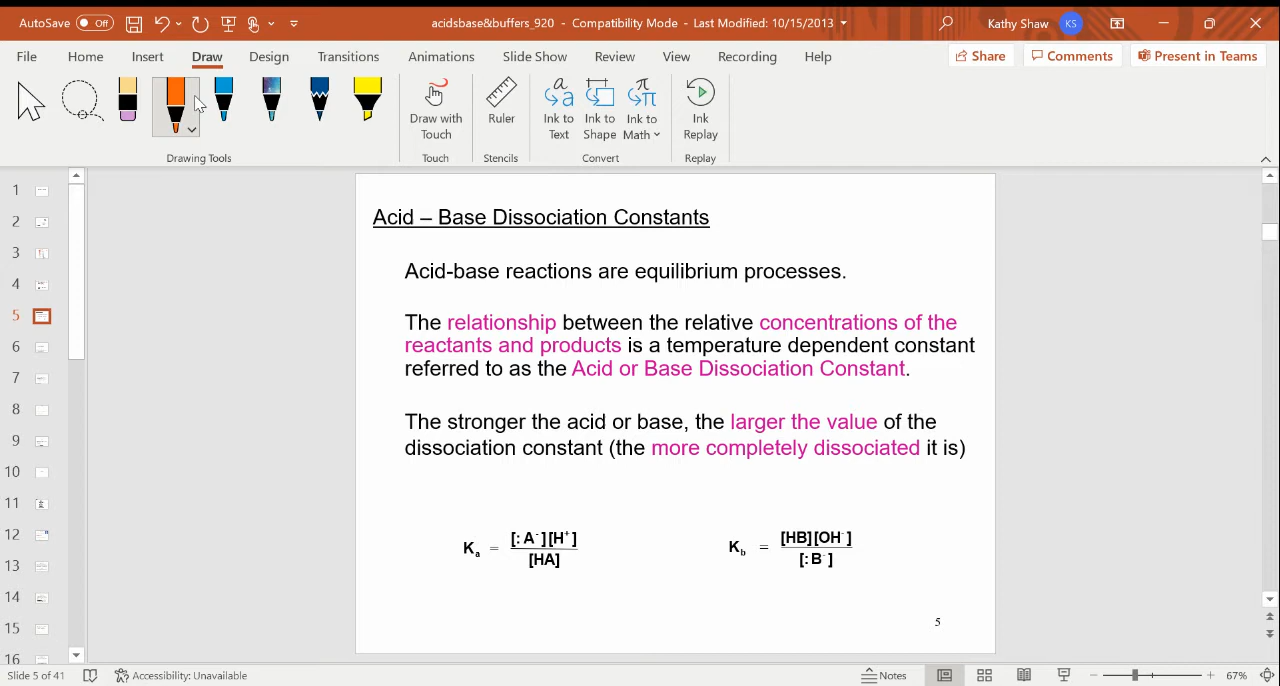 AutoSave Off acidsbase&buffers_920 - Compatibility Mode - Last Modified: 10/15/2013 Kathy Shaw KS
File Home Insert Draw Design Transitions Animations Slide Show Review View Recording Help Share Comments Present in Teams
Draw with Touch
Ruler
Ink to Text
Ink to Shape
Ink to Math
Ink Replay
Drawing Tools Touch Stencils Convert Replay
1
2
3
4
5
6
7
8
9
10
11
12
13
14
15
16
Acid – Base Dissociation Constants
Acid-base reactions are equilibrium processes.
The relationship between the relative concentrations of the
reactants and products is a temperature dependent constant
referred to as the Acid or Base Dissociation Constant.
The stronger the acid or base, the larger the value of the
dissociation constant (the more completely dissociated it is)
Ka = [:A-][H+] / [HA]
Kb = [HB][OH-] / [:B-]
5
Slide 5 of 41 Accessibility: Unavailable Notes 67%